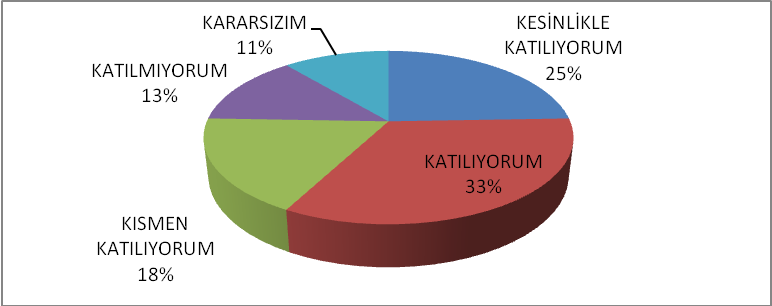 KARARSIZIM
11%
KESİNLİKLE
KATILIYORUM
25%
KATILMIYORUM
13%
KATILIYORUM
33%
KISMEN
KATILIYORUM
18%